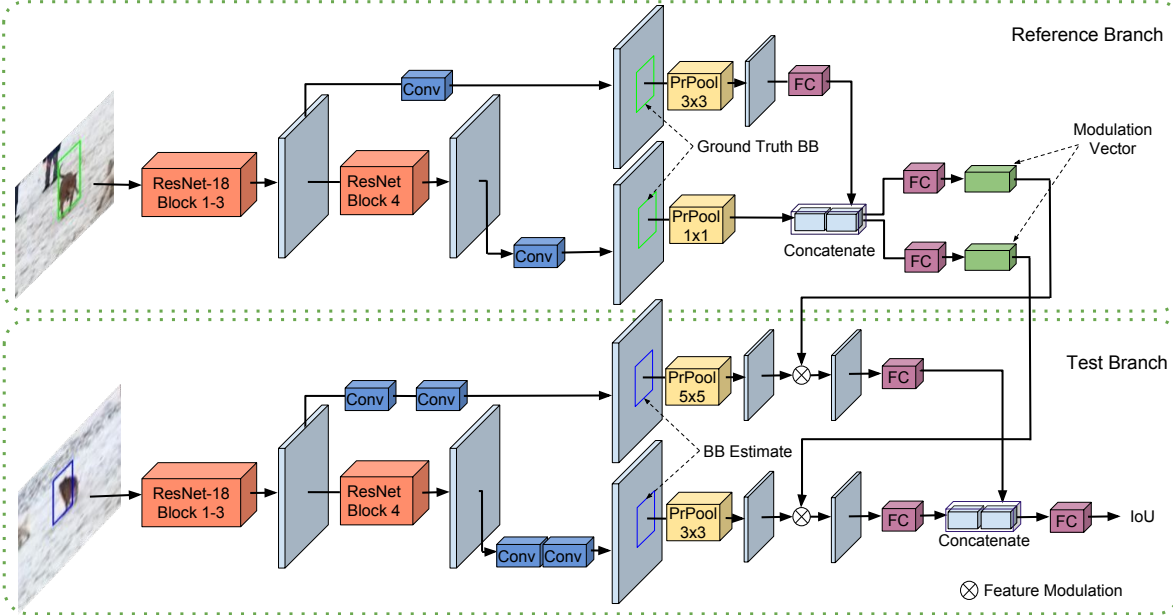 Reference Branch
Conv
PrPool
3x3
FC
Ground Truth BB
Modulation
Vector
ResNet-18
Block 1-3
ResNet
Block 4
Conv
PrPool
1x1
Concatenate
FC
FC
Test Branch
Conv
Conv
PrPool
5x5
FC
BB Estimate
ResNet-18
Block 1-3
ResNet
Block 4
Conv
Conv
PrPool
3x3
FC
Concatenate
FC
IoU
Feature Modulation